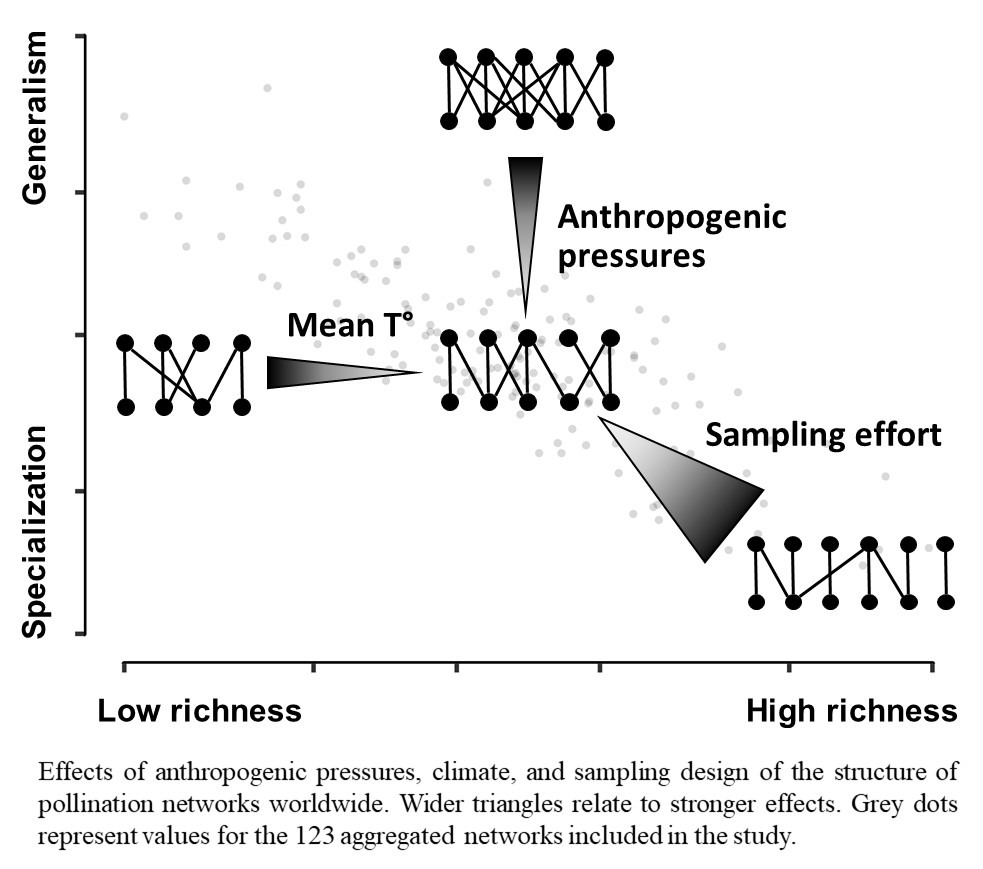 Generalism
Anthropogenic
pressures
Mean T°
Sampling effort
Specialization
Low richness
High richness
Effects of anthropogenic pressures, climate, and sampling design of the structure of
pollination networks worldwide. Wider triangles relate to stronger effects. Grey dots
represent values for the 123 aggregated networks included in the study.